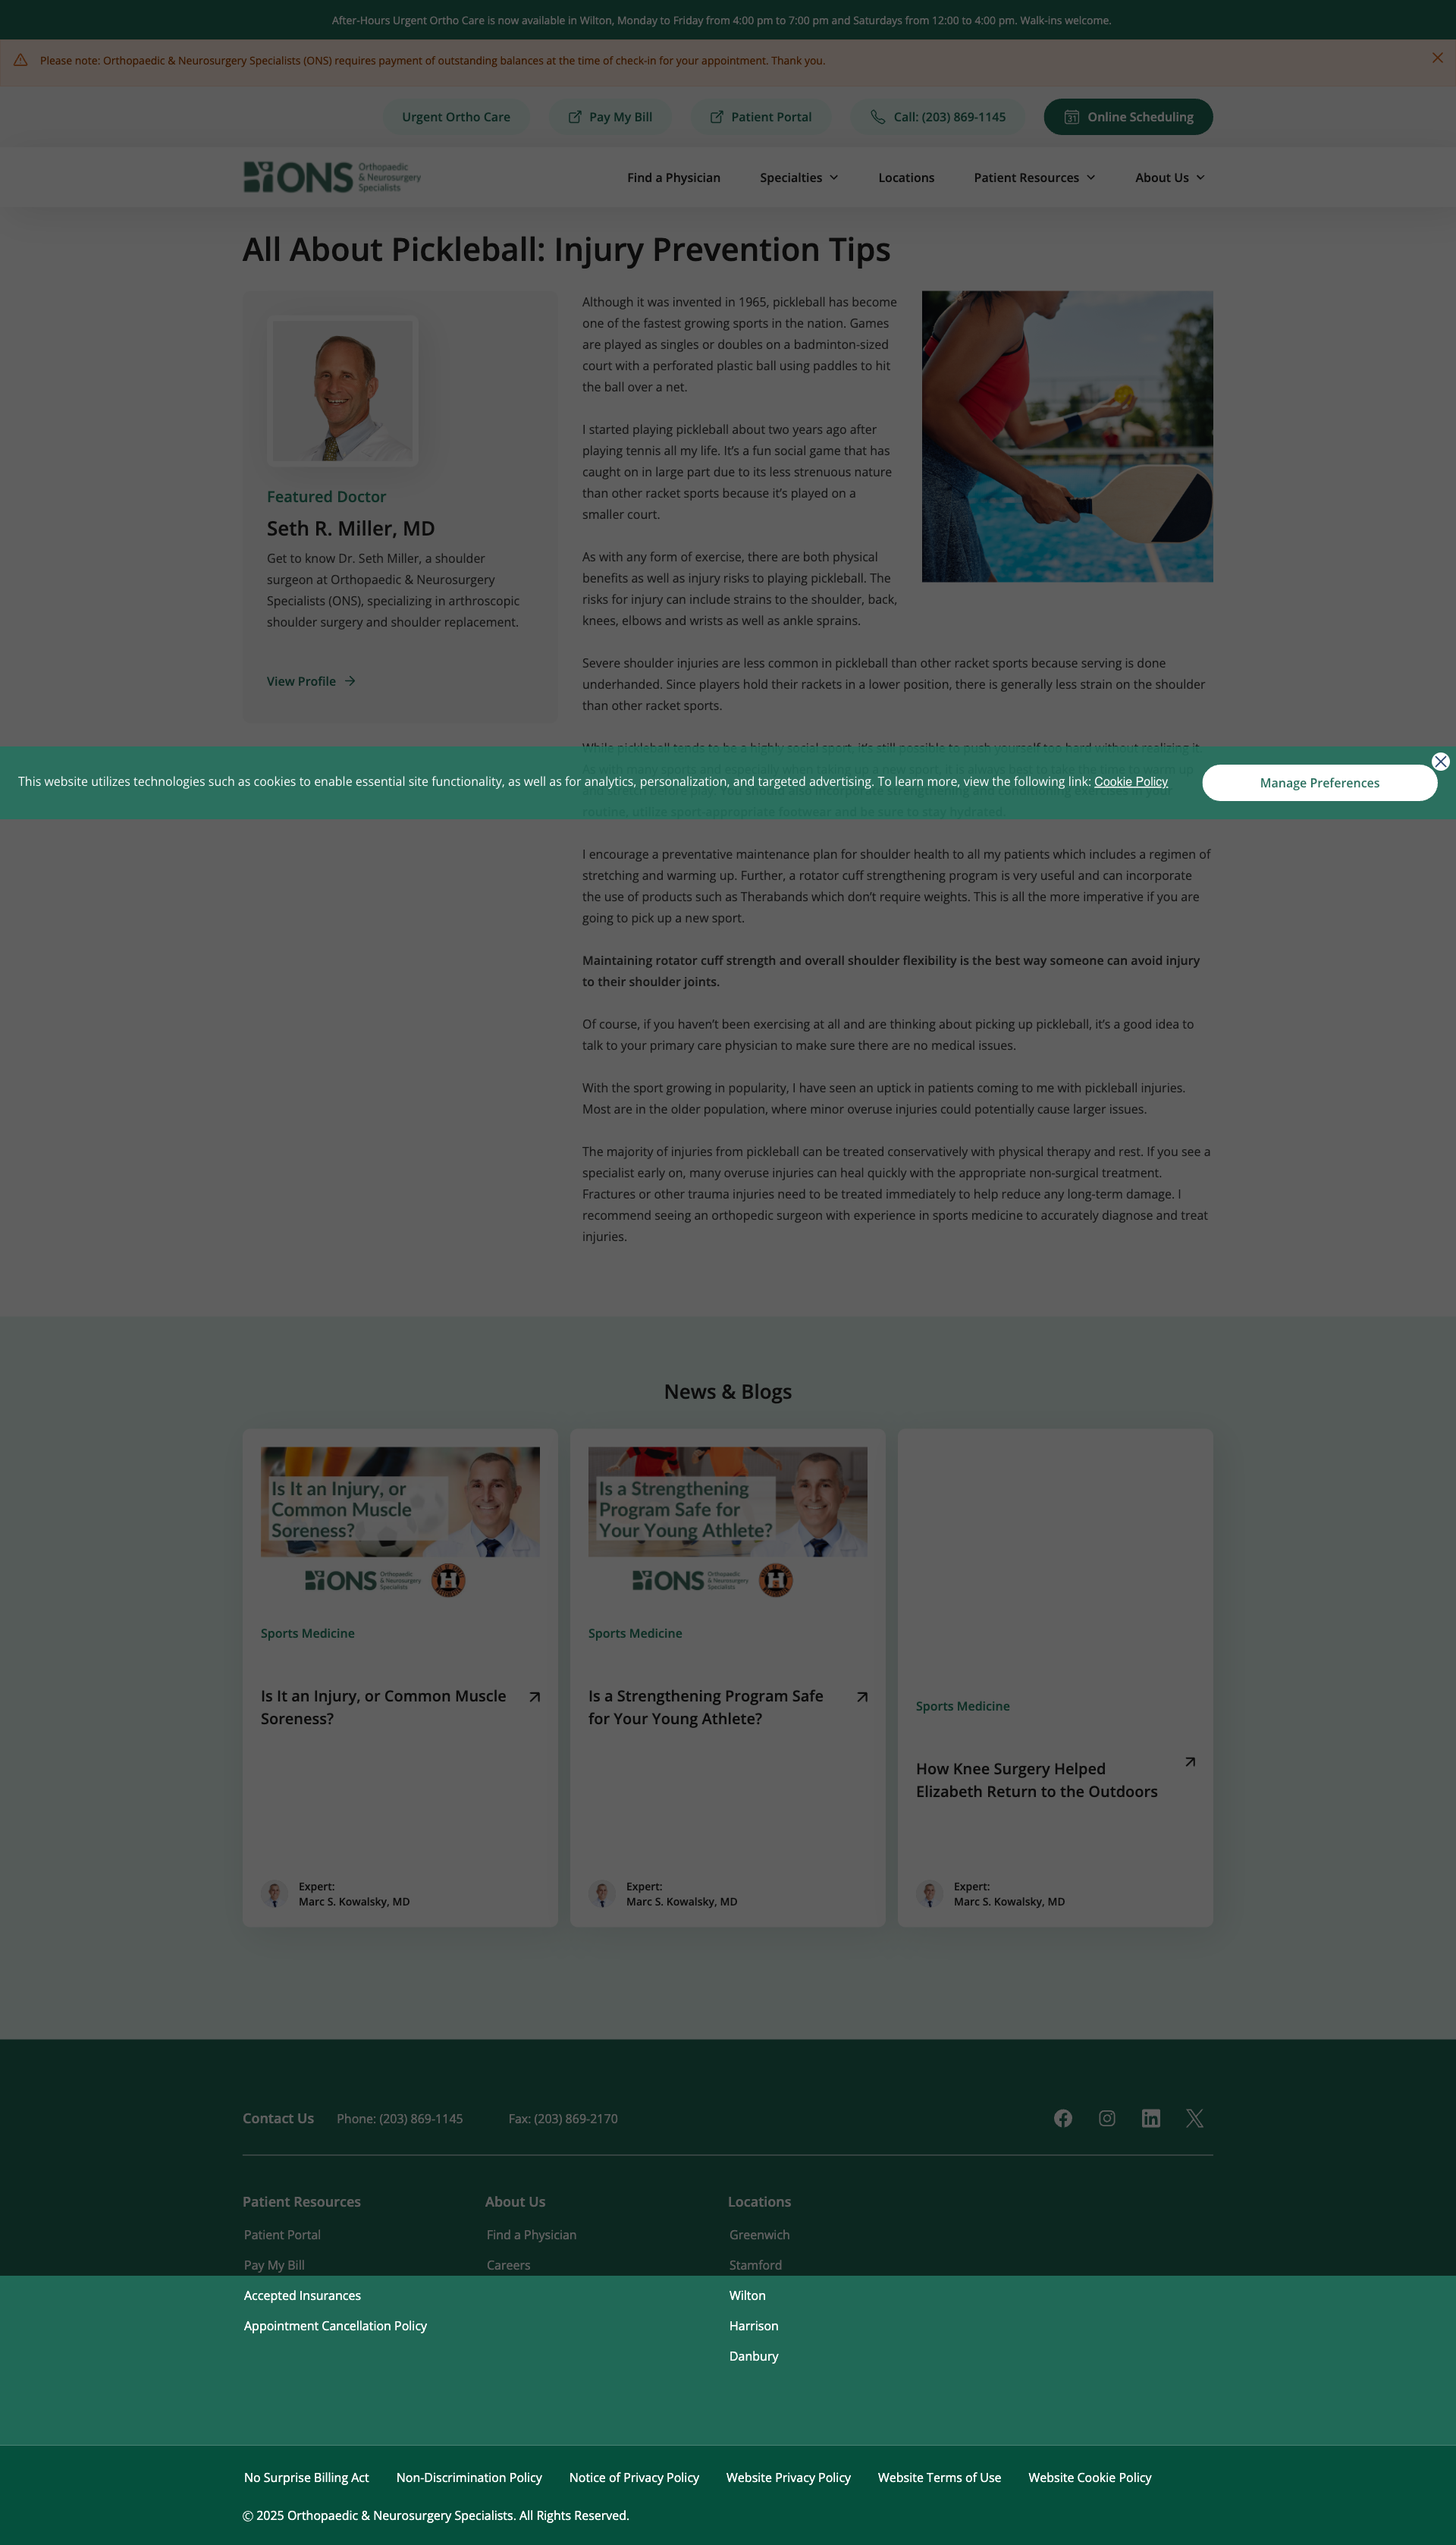 After-Hours Urgent Ortho Care is now available in Wilton, Monday to Friday from 4:00 pm to 7:00 pm and Saturdays from 12:00 to 4:00 pm. Walk-ins welcome.
Please note: Orthopaedic & Neurosurgery Specialists (ONS) requires payment of outstanding balances at the time of check-in for your appointment. Thank you.
Urgent Ortho Care
Pay My Bill
Patient Portal
Call: (203) 869-1145
31
Online Scheduling
ONS
Orthopaedic
& Neurosurgery
Specialists
Find a Physician
Specialties
Locations
Patient Resources
About Us
All About Pickleball: Injury Prevention Tips
Featured Doctor
Seth R. Miller, MD
Get to know Dr. Seth Miller, a shoulder
surgeon at Orthopaedic & Neurosurgery
Specialists (ONS), specializing in arthroscopic
shoulder surgery and shoulder replacement.
View Profile
Although it was invented in 1965, pickleball has become
one of the fastest growing sports in the nation. Games
are played as singles or doubles on a badminton-sized
court with a perforated plastic ball using paddles to hit
the ball over a net.
I started playing pickleball about two years ago after
playing tennis all my life. It's a fun social game that has
caught on in large part due to its less strenuous nature
than other racket sports because it's played on a
smaller court.
As with any form of exercise, there are both physical
benefits as well as injury risks to playing pickleball. The
risks for injury can include strains to the shoulder, back,
knees, elbows and wrists as well as ankle sprains.
Severe shoulder injuries are less common in pickleball than other racket sports because serving is done
underhanded. Since players hold their rackets in a lower position, there is generally less strain on the shoulder
than other racket sports.
While pickleball tends to be a highly social sport, it's still possible to push yourself too hard without realizing it.
This website utilizes technologies such as cookies to enable essential site functionality, as well as for analytics, personalization, and targeted advertising. To learn more, view the following link: Cookie Policy
Manage Preferences
routine, utilize sport-appropriate footwear and be sure to stay hydrated.
I encourage a preventative maintenance plan for shoulder health to all my patients which includes a regimen of
stretching and warming up. Further, a rotator cuff strengthening program is very useful and can incorporate
the use of products such as Therabands which don't require weights. This is all the more imperative if you are
going to pick up a new sport.
Maintaining rotator cuff strength and overall shoulder flexibility is the best way someone can avoid injury
to their shoulder joints.
Of course, if you haven't been exercising at all and are thinking about picking up pickleball, it's a good idea to
talk to your primary care physician to make sure there are no medical issues.
With the sport growing in popularity, I have seen an uptick in patients coming to me with pickleball injuries.
Most are in the older population, where minor overuse injuries could potentially cause larger issues.
The majority of injuries from pickleball can be treated conservatively with physical therapy and rest. If you see a
specialist early on, many overuse injuries can heal quickly with the appropriate non-surgical treatment.
Fractures or other trauma injuries need to be treated immediately to help reduce any long-term damage. I
recommend seeing an orthopedic surgeon with experience in sports medicine to accurately diagnose and treat
injuries.
News & Blogs
Is It an Injury, or
Common Muscle
Soreness?
ONS
Orthopaedic
& Neurosurgery
Specialists
H
Sports Medicine
Is It an Injury, or Common Muscle
Soreness?
Expert:
Marc S. Kowalsky, MD
Is a Strengthening
Program Safe for
Your Young Athlete?
ONS
Orthopaedic
& Neurosurgery
Specialists
H
Sports Medicine
Is a Strengthening Program Safe
for Your Young Athlete?
Expert:
Marc S. Kowalsky, MD
Sports Medicine
How Knee Surgery Helped
Elizabeth Return to the Outdoors
Expert:
Marc S. Kowalsky, MD
Contact Us
Phone: (203) 869-1145
Fax: (203) 869-2170
Patient Resources
Patient Portal
Pay My Bill
Accepted Insurances
Appointment Cancellation Policy
About Us
Find a Physician
Careers
Locations
Greenwich
Stamford
Wilton
Harrison
Danbury
No Surprise Billing Act
Non-Discrimination Policy
Notice of Privacy Policy
Website Privacy Policy
Website Terms of Use
Website Cookie Policy
© 2025 Orthopaedic & Neurosurgery Specialists. All Rights Reserved.